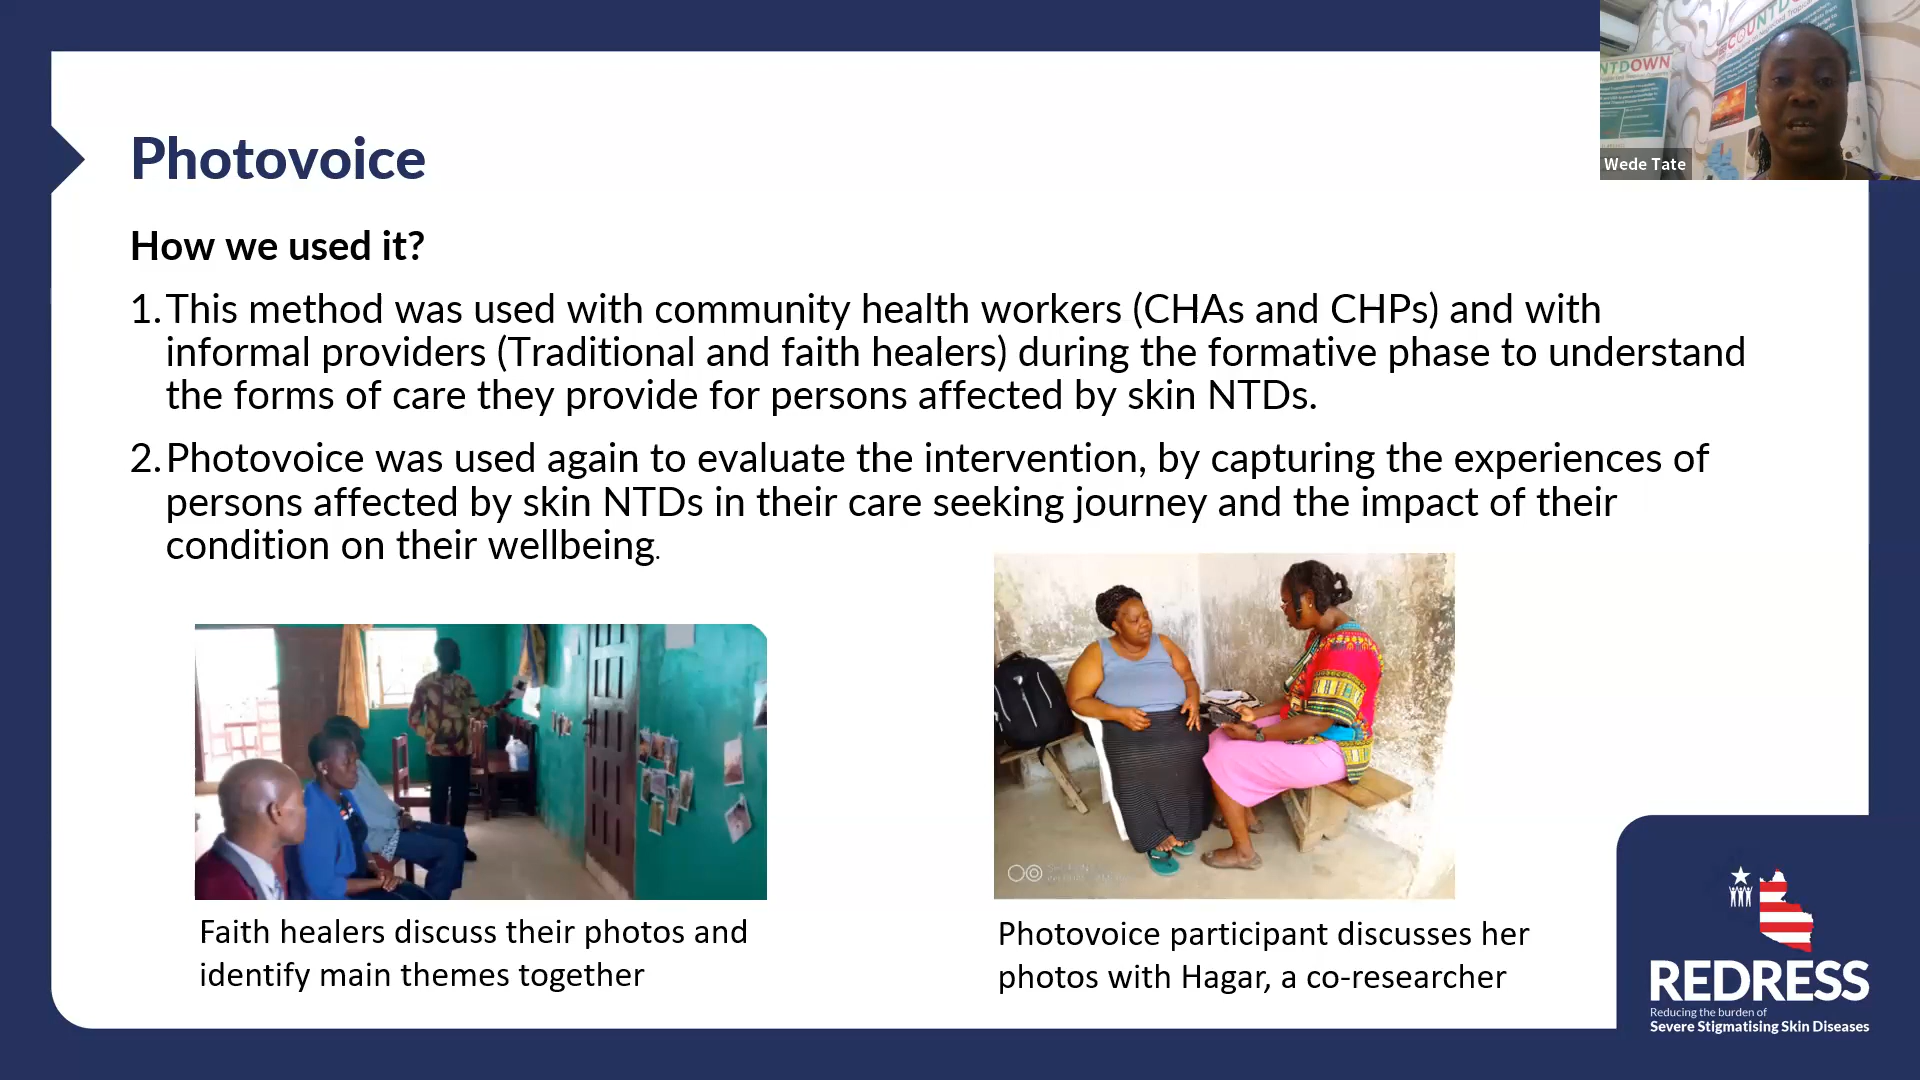 Photovoice
How we used it?
1. This method was used with community health workers (CHAs and CHPs) and with
informal providers (Traditional and faith healers) during the formative phase to understand
the forms of care they provide for persons affected by skin NTDs.
2. Photovoice was used again to evaluate the intervention, by capturing the experiences of
persons affected by skin NTDs in their care seeking journey and the impact of their
condition on their wellbeing.
Faith healers discuss their photos and
identify main themes together
Photovoice participant discusses her
photos with Hagar, a co-researcher
NTDOWN
COUNTDO
Wede Tate
REDRESS
Reducing the burden of
Severe Stigmatising Skin Diseases